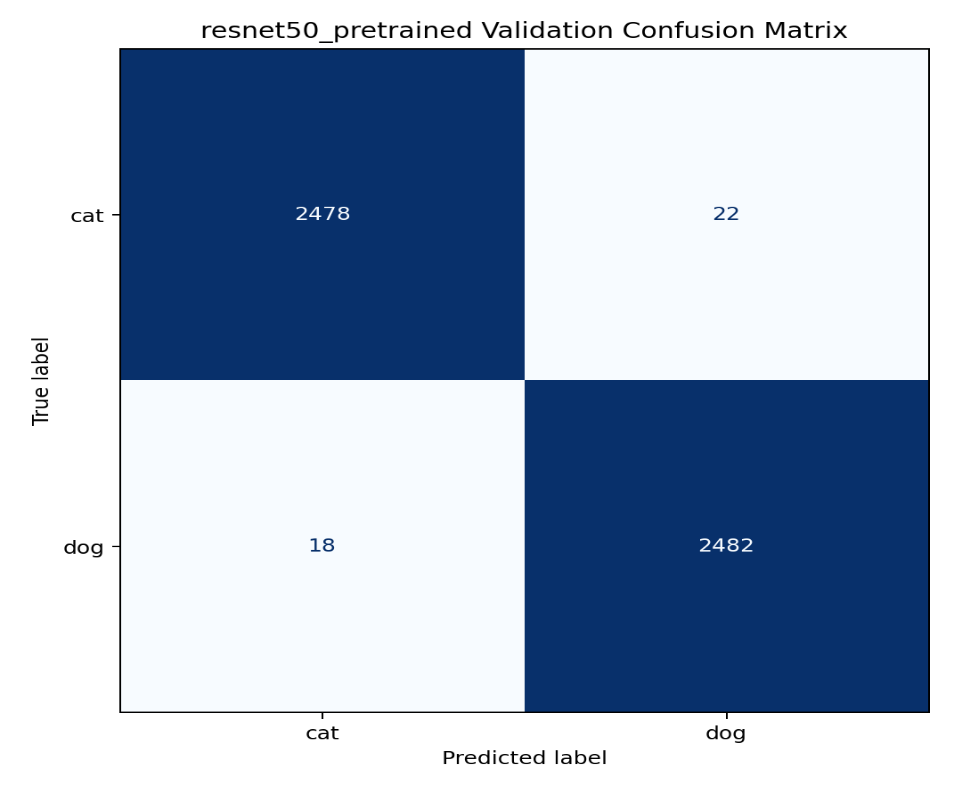 resnet50_pretrained Validation Confusion Matrix
cat
2478
22
True label
dog
18
2482
cat
dog
Predicted label